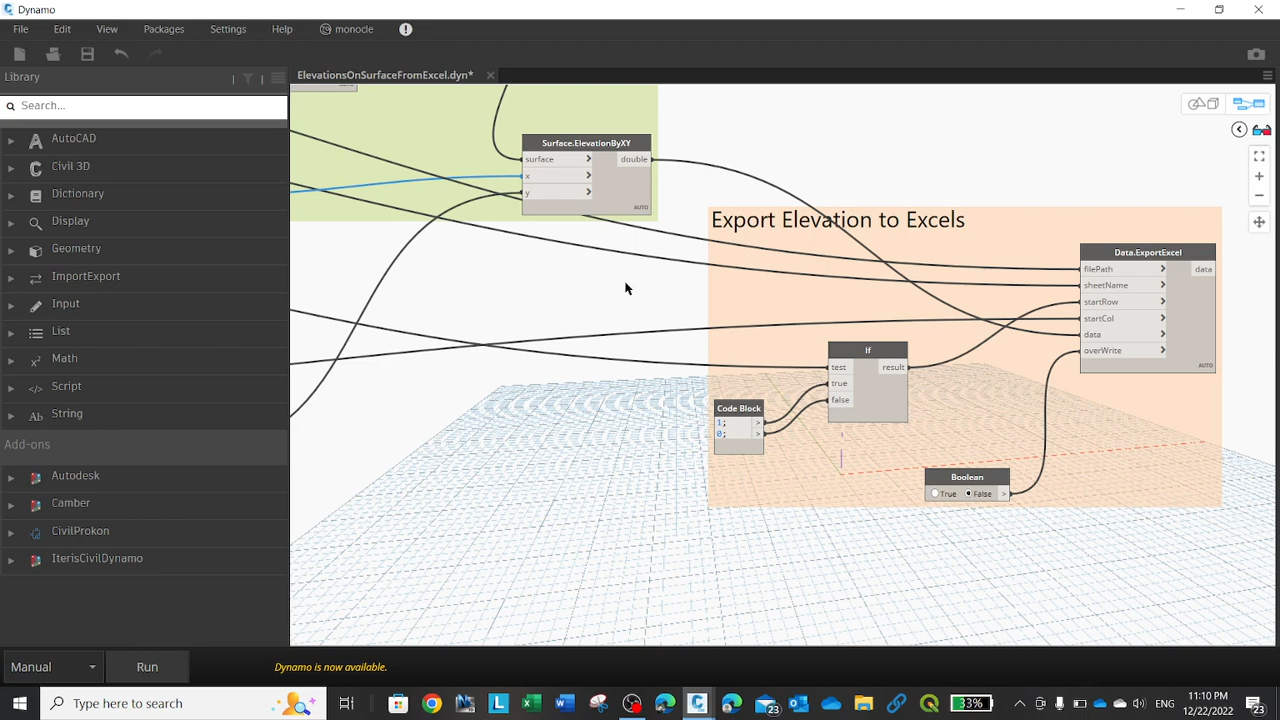 Dynamo
File Edit View Packages Settings Help monocle
Library
ElevationsOnSurfaceFromExcel.dyn*
Search...
AutoCAD
Civil 3D
Dictionary
Display
Geometry
ImportExport
Input
List
Math
Script
String
Add-ons
Autodesk
Camber
CivilProkon
IterisCivilDynamo
Surface.ElevationByXY
surface > double
x >
y >
AUTO
Export Elevation to Excels
Data.ExportExcel
filePath > data
sheetName >
startRow >
startCol >
data >
overWrite >
AUTO
If
test result
true
false
Code Block
1; >
0; >
Boolean
True False >
Manual Run Dynamo is now available.
Type here to search
33%
23
ENG
11:10 PM
12/22/2022
23